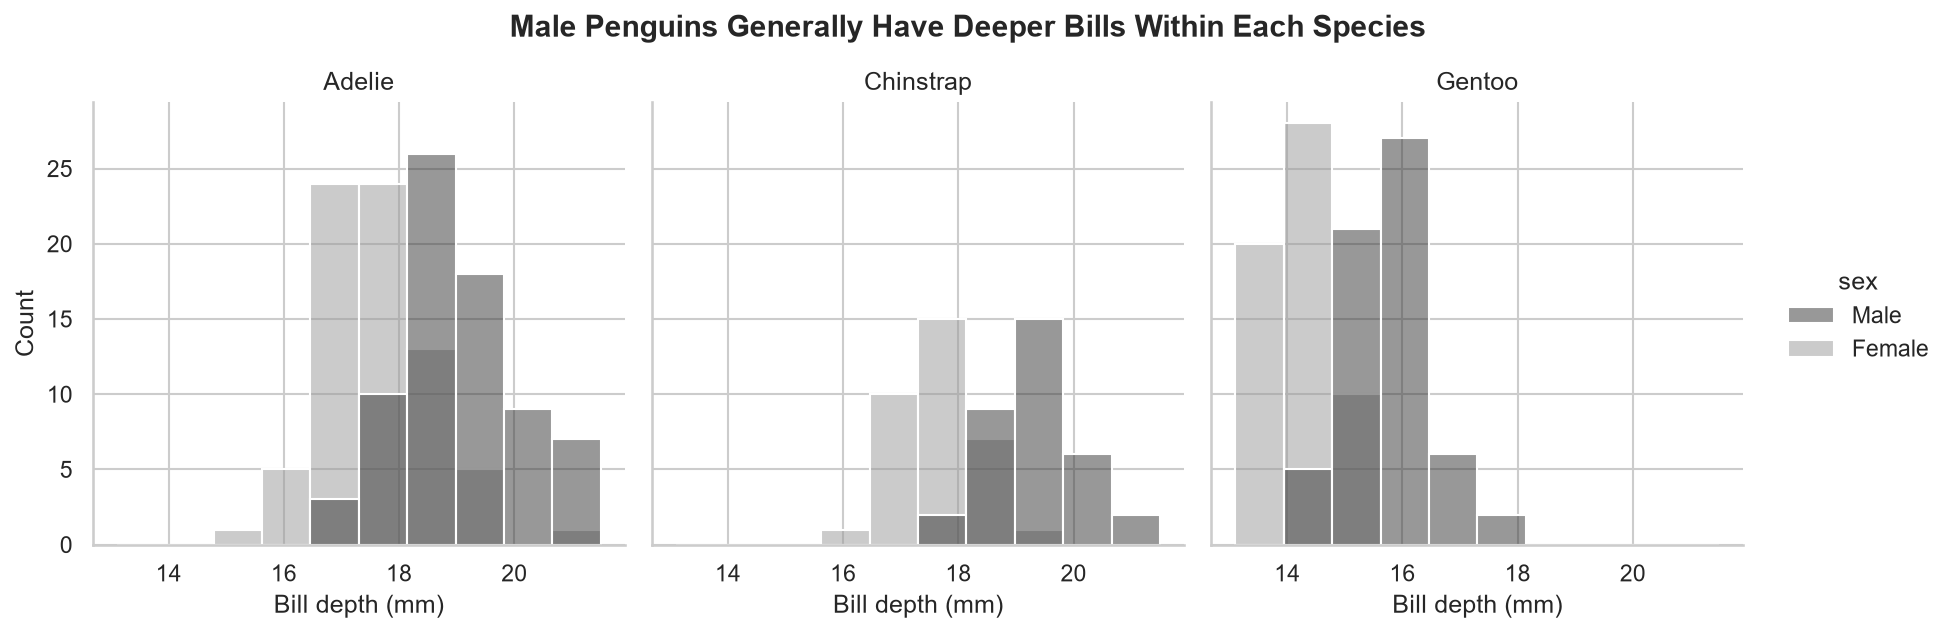 Male Penguins Generally Have Deeper Bills Within Each Species
Adelie
Chinstrap
Gentoo
25
20
15
10
5
0
Count
14 16 18 20
14 16 18 20
14 16 18 20
Bill depth (mm)
Bill depth (mm)
Bill depth (mm)
sex
Male
Female